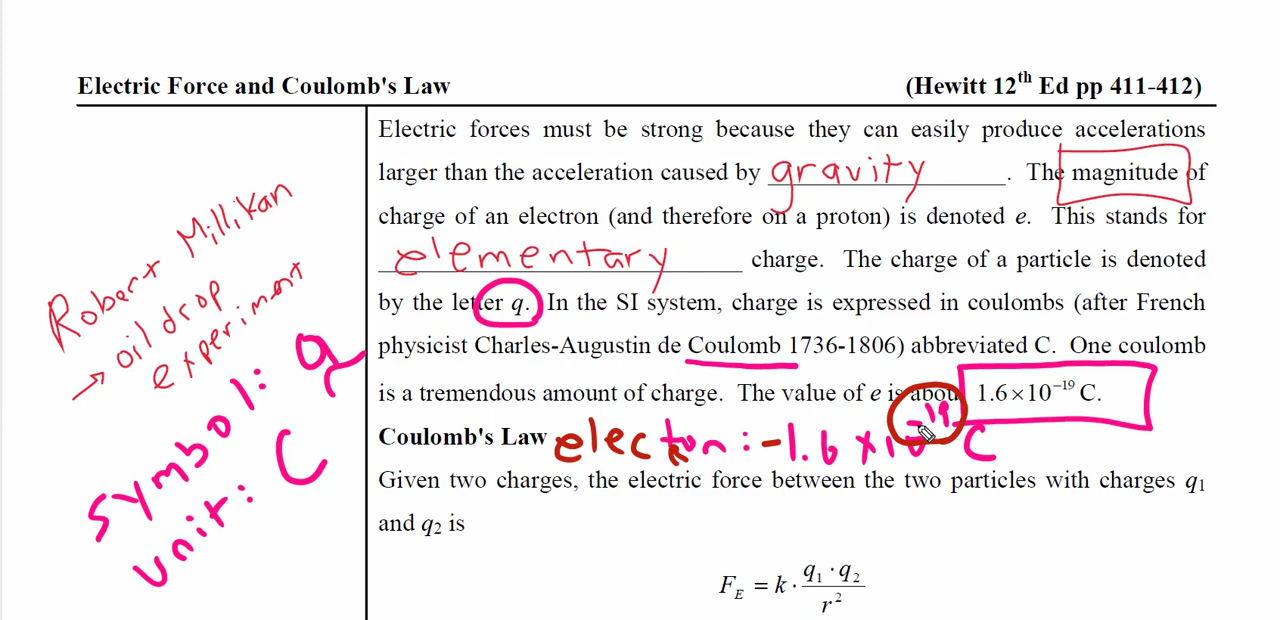 Electric Force and Coulomb's Law (Hewitt 12th Ed pp 411-412)
Robert Millikan
→ oil drop
experiment
symbol: q
unit: C
Electric forces must be strong because they can easily produce accelerations
larger than the acceleration caused by gravity. The magnitude of
charge of an electron (and therefore on a proton) is denoted e. This stands for
elementary charge. The charge of a particle is denoted
by the letter q. In the SI system, charge is expressed in coulombs (after French
physicist Charles-Augustin de Coulomb 1736-1806) abbreviated C. One coulomb
is a tremendous amount of charge. The value of e is about 1.6×10⁻¹⁹ C.
Coulomb's Law electron: -1.6 x 10⁻¹⁹ C
Given two charges, the electric force between the two particles with charges q₁
and q₂ is
F_E = k · q₁ · q₂ / r²